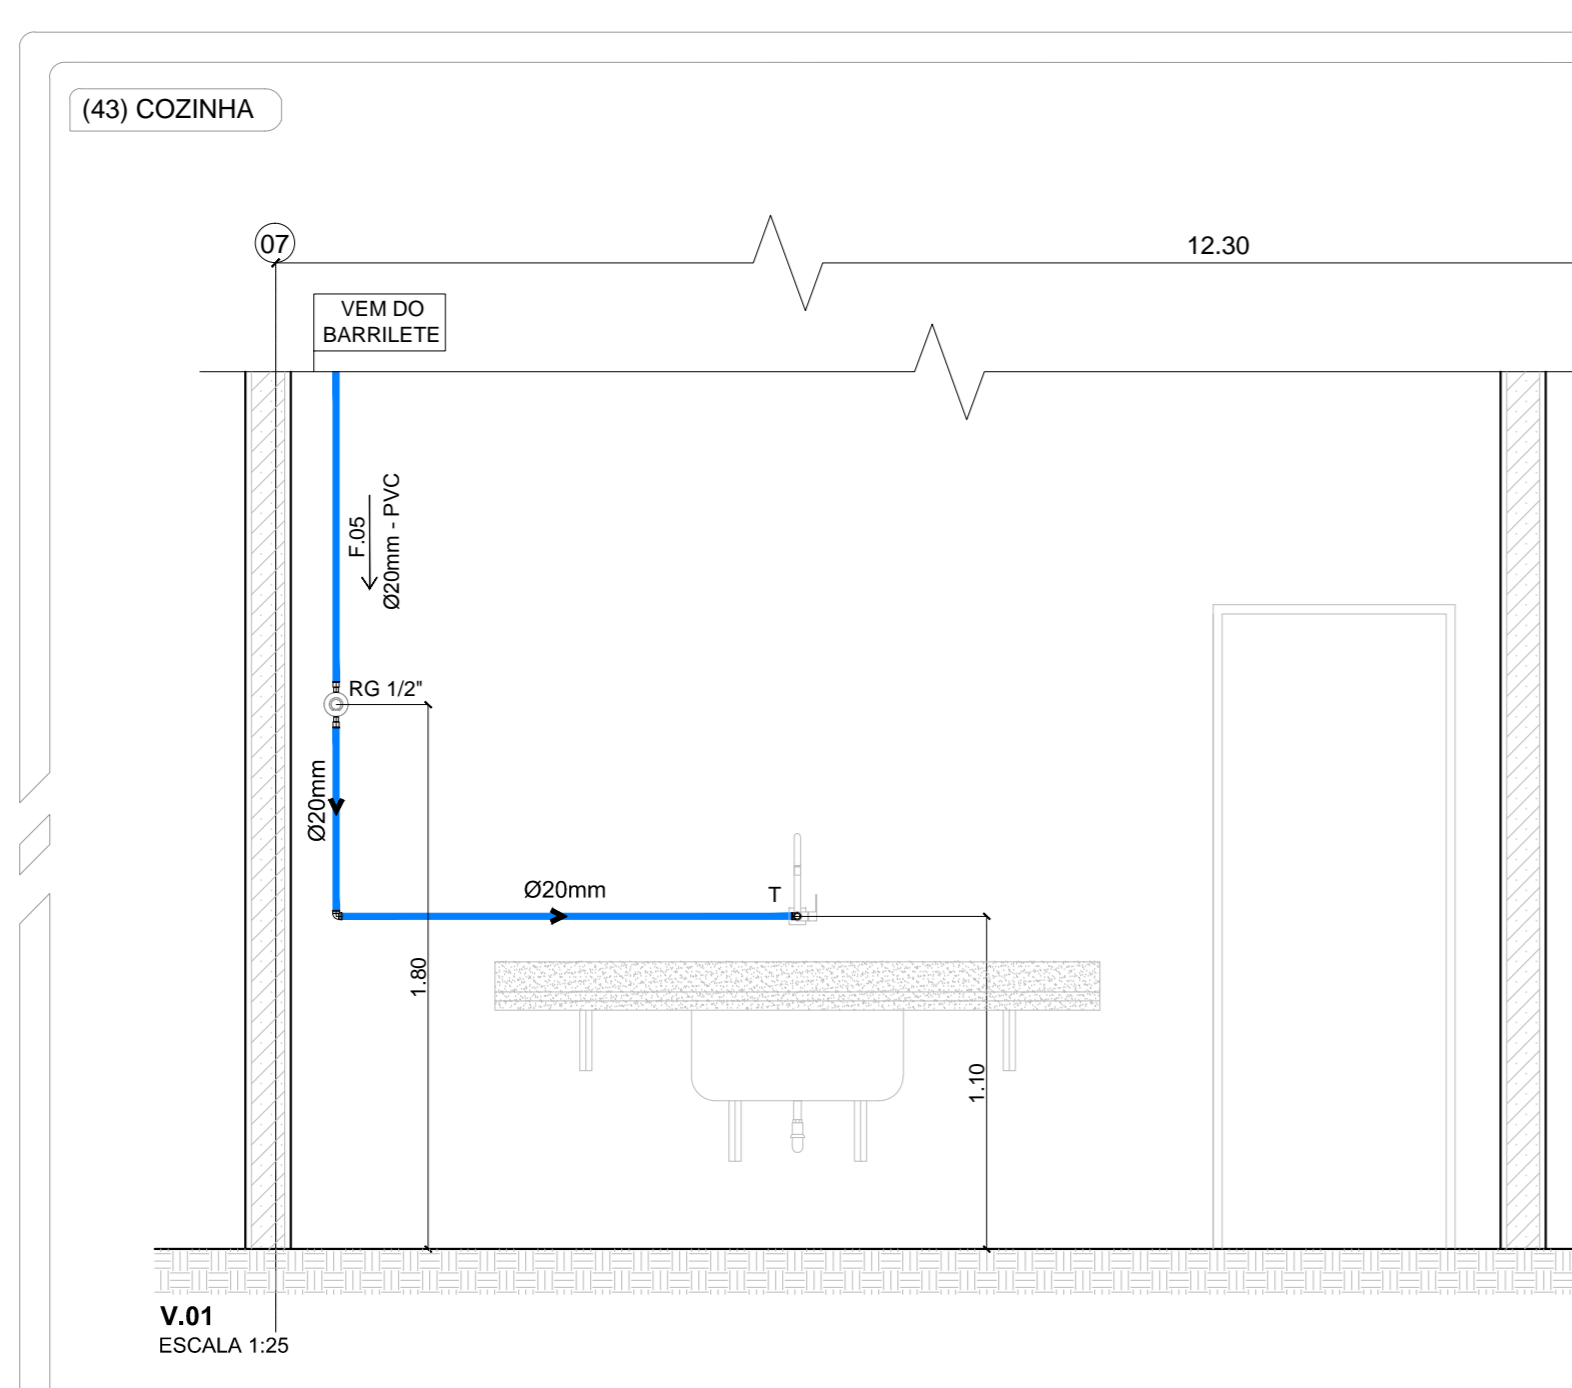 (43) COZINHA
07
12.30
VEM DO
BARRILETE
F.05
Ø20mm - PVC
RG 1/2"
Ø20mm
Ø20mm
T
1.80
1.10
V.01
ESCALA 1:25